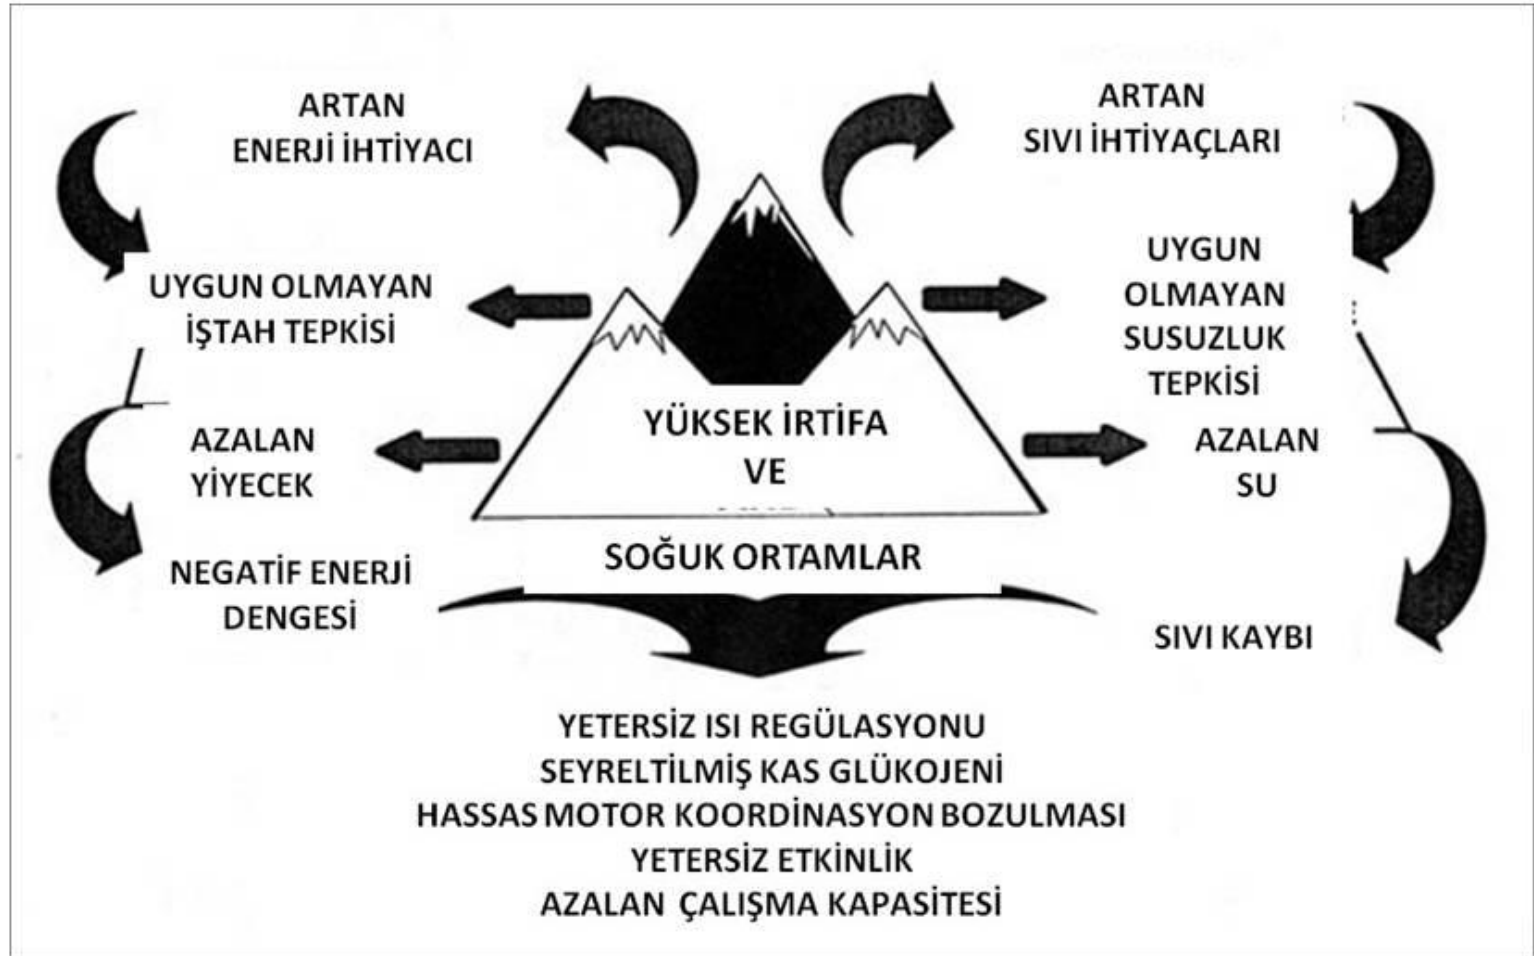 ARTAN
ENERJİ İHTİYACI
UYGUN OLMAYAN
İŞTAH TEPKİSİ
AZALAN
YİYECEK
NEGATİF ENERJİ
DENGESİ
ARTAN
SIVI İHTİYAÇLARI
UYGUN
OLMAYAN
SUSUZLUK
TEPKİSİ
AZALAN
SU
SIVI KAYBI
YÜKSEK İRTİFA
VE
SOĞUK ORTAMLAR
YETERSİZ ISI REGÜLASYONU
SEYRELTİLMİŞ KAS GLÜKOJENİ
HASSAS MOTOR KOORDİNASYON BOZULMASI
YETERSİZ ETKİNLİK
AZALAN ÇALIŞMA KAPASİTESİ